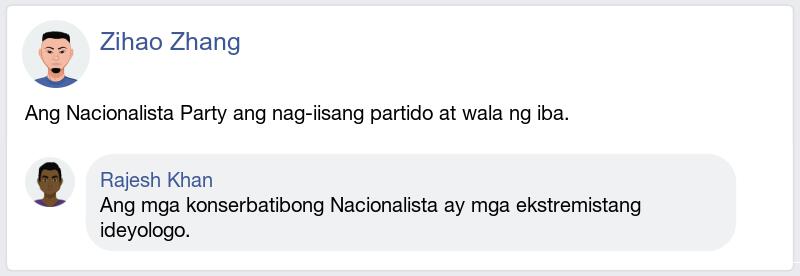 Zihao Zhang
Ang Nacionalista Party ang nag-iisang partido at wala ng iba.
Rajesh Khan
Ang mga konserbatibong Nacionalista ay mga ekstremistang
ideyologo.